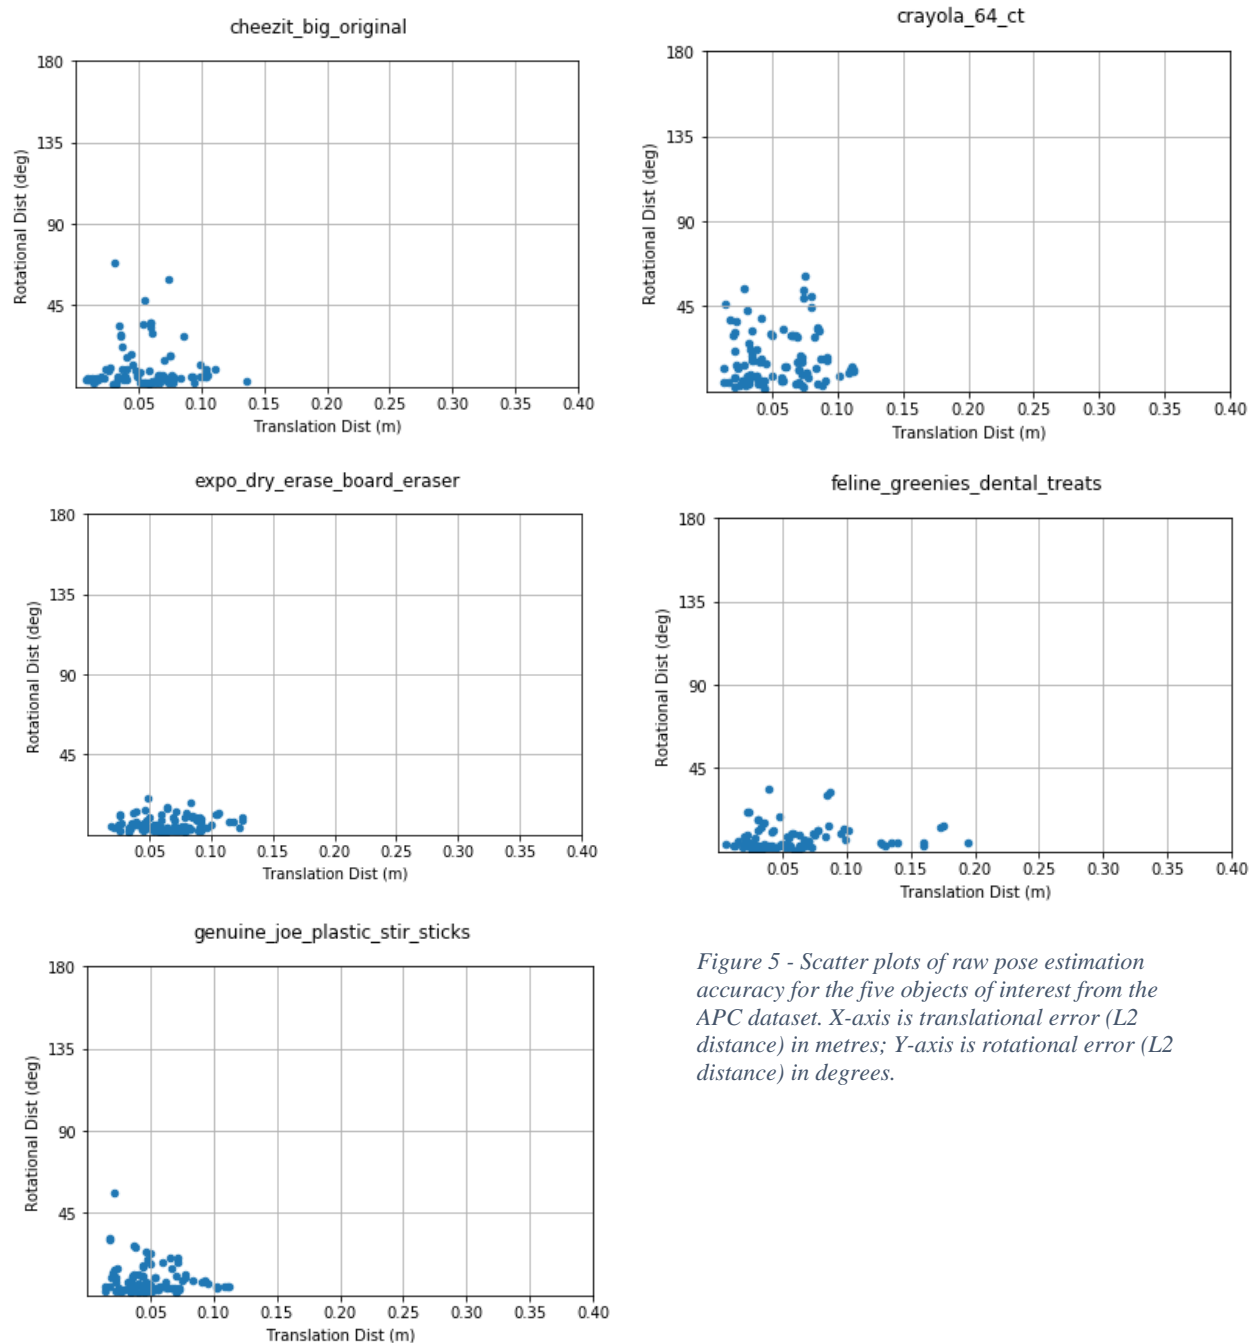 cheezit_big_original
180
135
90
45
Rotational Dist (deg)
0.05 0.10 0.15 0.20 0.25 0.30 0.35 0.40
Translation Dist (m)
crayola_64_ct
180
135
90
45
Rotational Dist (deg)
0.05 0.10 0.15 0.20 0.25 0.30 0.35 0.40
Translation Dist (m)
expo_dry_erase_board_eraser
180
135
90
45
Rotational Dist (deg)
0.05 0.10 0.15 0.20 0.25 0.30 0.35 0.40
Translation Dist (m)
feline_greenies_dental_treats
180
135
90
45
Rotational Dist (deg)
0.05 0.10 0.15 0.20 0.25 0.30 0.35 0.40
Translation Dist (m)
genuine_joe_plastic_stir_sticks
180
135
90
45
Rotational Dist (deg)
0.05 0.10 0.15 0.20 0.25 0.30 0.35 0.40
Translation Dist (m)
Figure 5 - Scatter plots of raw pose estimation
accuracy for the five objects of interest from the
APC dataset. X-axis is translational error (L2
distance) in metres; Y-axis is rotational error (L2
distance) in degrees.